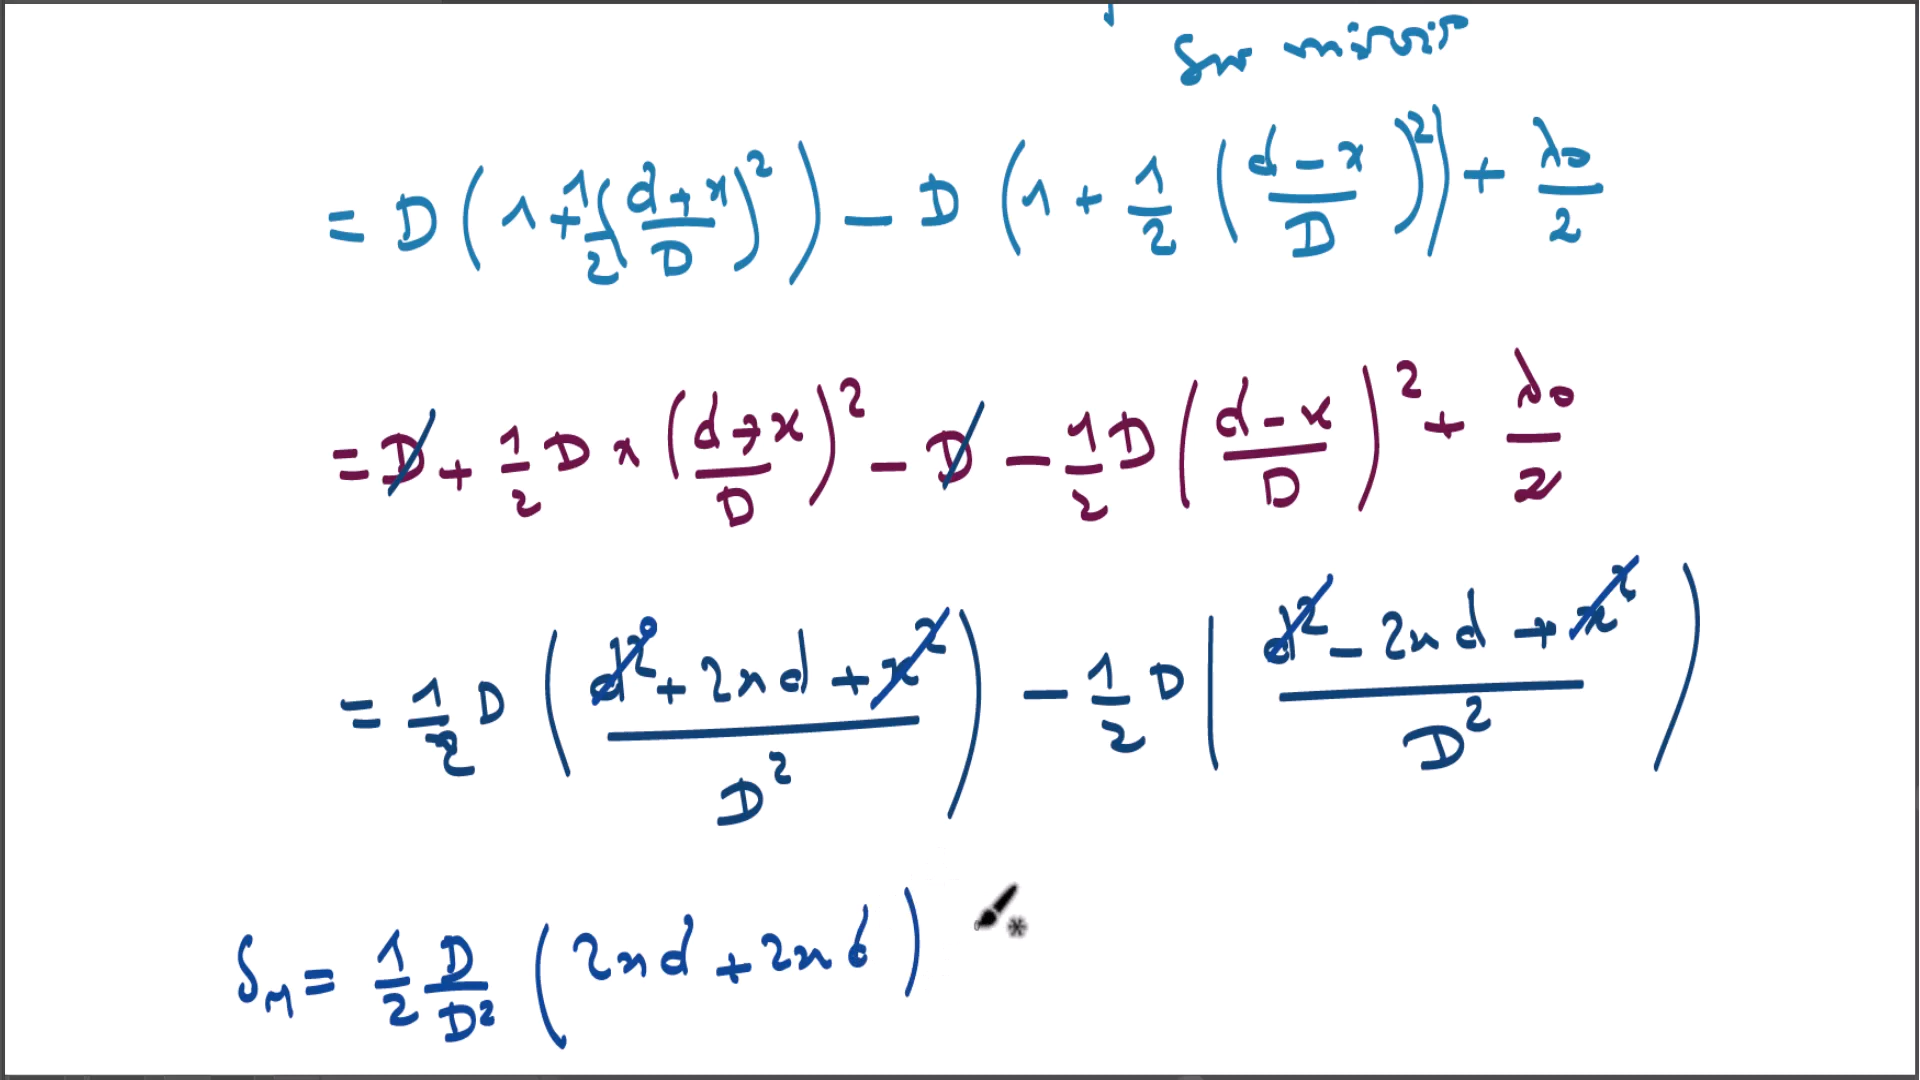 sur miroir
= D(1+1/2((d+x)/D)²) − D(1+1/2((d−x)/D)²)+λ₀/2
= D+1/2 D×((d+x)/D)² − D − 1/2 D((d−x)/D)²+λ₀/2
= 1/2 D((d²+2xd+x²)/D²) − 1/2 D((d²−2xd+x²)/D²)
δ_M = 1/2 D/D² (2xd+2xd)